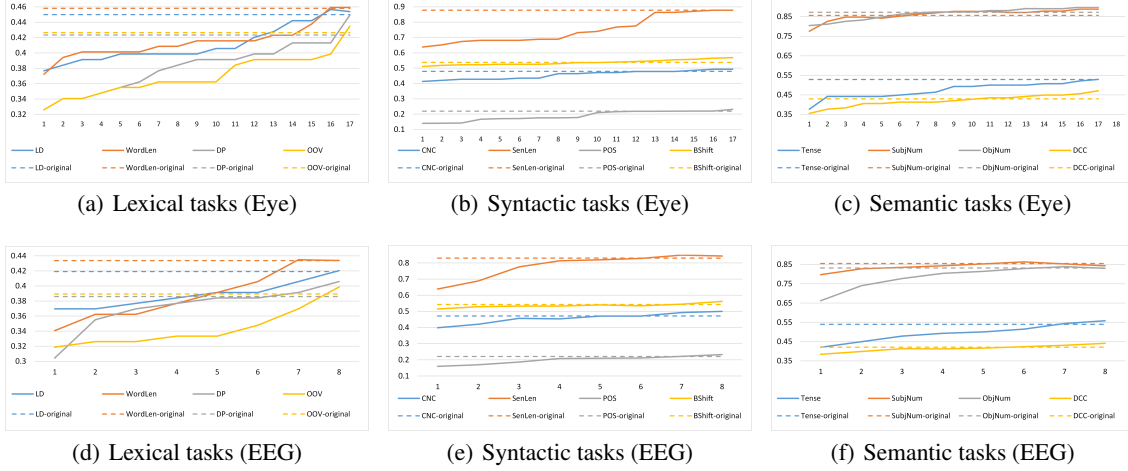 0.46
0.44
0.42
0.4
0.38
0.36
0.34
0.32
1 2 3 4 5 6 7 8 9 10 11 12 13 14 15 16 17
LD WordLen DP OOV
LD-original WordLen-original DP-original OOV-original
(a) Lexical tasks (Eye)
0.9
0.8
0.7
0.6
0.5
0.4
0.3
0.2
0.1
1 2 3 4 5 6 7 8 9 10 11 12 13 14 15 16 17
CNC SenLen POS BShift
CNC-original SenLen-original POS-original BShift-original
(b) Syntactic tasks (Eye)
0.85
0.75
0.65
0.55
0.45
0.35
1 2 3 4 5 6 7 8 9 10 11 12 13 14 15 16 17 18
Tense SubjNum ObjNum DCC
Tense-original SubjNum-original ObjNum-original DCC-original
(c) Semantic tasks (Eye)
0.44
0.42
0.4
0.38
0.36
0.34
0.32
0.3
1 2 3 4 5 6 7 8
LD WordLen DP OOV
LD-original WordLen-original DP-original OOV-original
(d) Lexical tasks (EEG)
0.8
0.7
0.6
0.5
0.4
0.3
0.2
0.1
1 2 3 4 5 6 7 8
CNC SenLen POS BShift
CNC-original SenLen-original POS-original BShift-original
(e) Syntactic tasks (EEG)
0.85
0.75
0.65
0.55
0.45
0.35
1 2 3 4 5 6 7 8
Tense SubjNum ObjNum DCC
Tense-original SubjNum-original ObjNum-original DCC-original
(f) Semantic tasks (EEG)